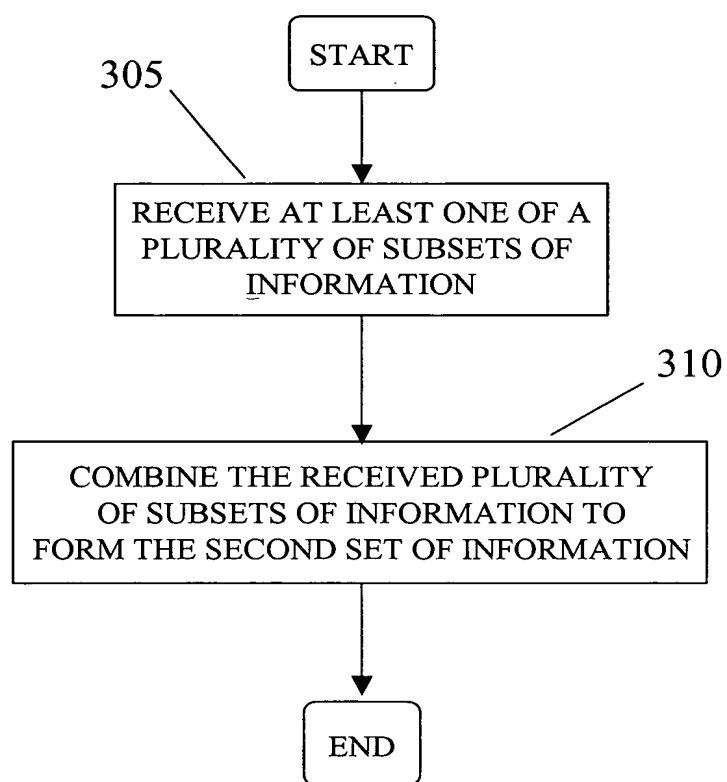 START
305
RECEIVE AT LEAST ONE OF A
PLURALITY OF SUBSETS OF
INFORMATION
310
COMBINE THE RECEIVED PLURALITY
OF SUBSETS OF INFORMATION TO
FORM THE SECOND SET OF INFORMATION
END